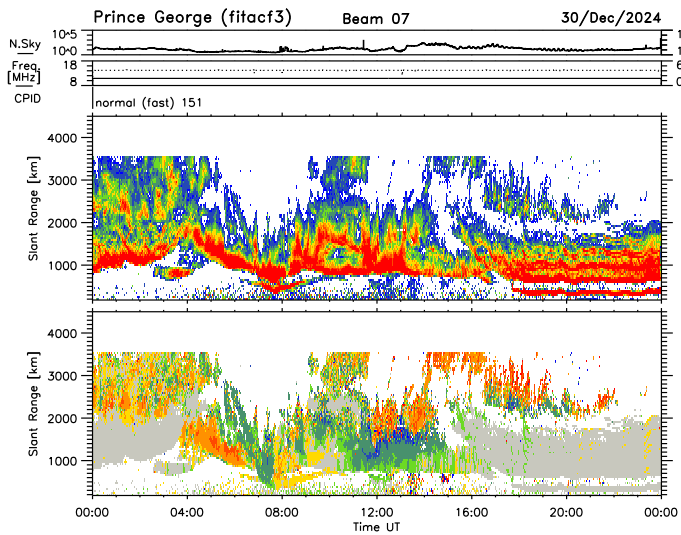 Prince George (fitacf3) Beam 07 30/Dec/2024
N.Sky 10^5 10^0
Freq. [MHz] 18 8
CPID normal (fast) 151
Slant Range [km]
4000
3000
2000
1000
Slant Range [km]
4000
3000
2000
1000
00:00 04:00 08:00 12:00 16:00 20:00 00:00
Time UT